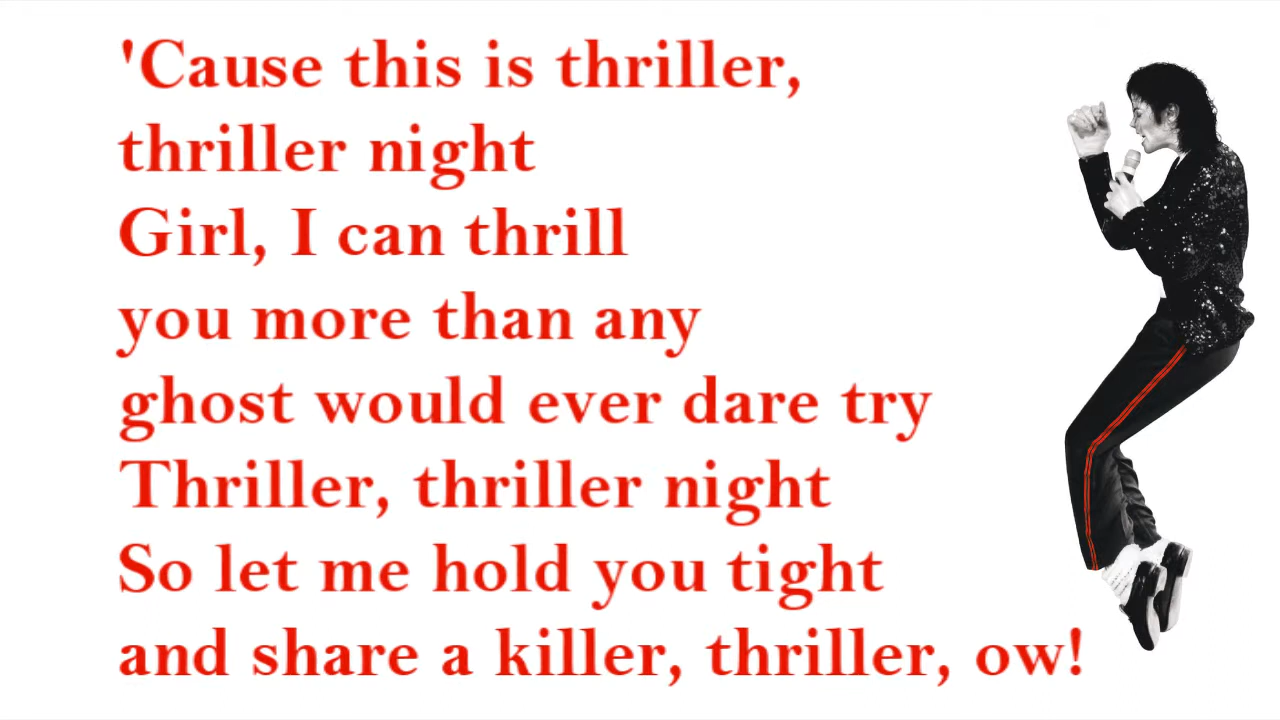 'Cause this is thriller,
thriller night
Girl, I can thrill
you more than any
ghost would ever dare try
Thriller, thriller night
So let me hold you tight
and share a killer, thriller, ow!